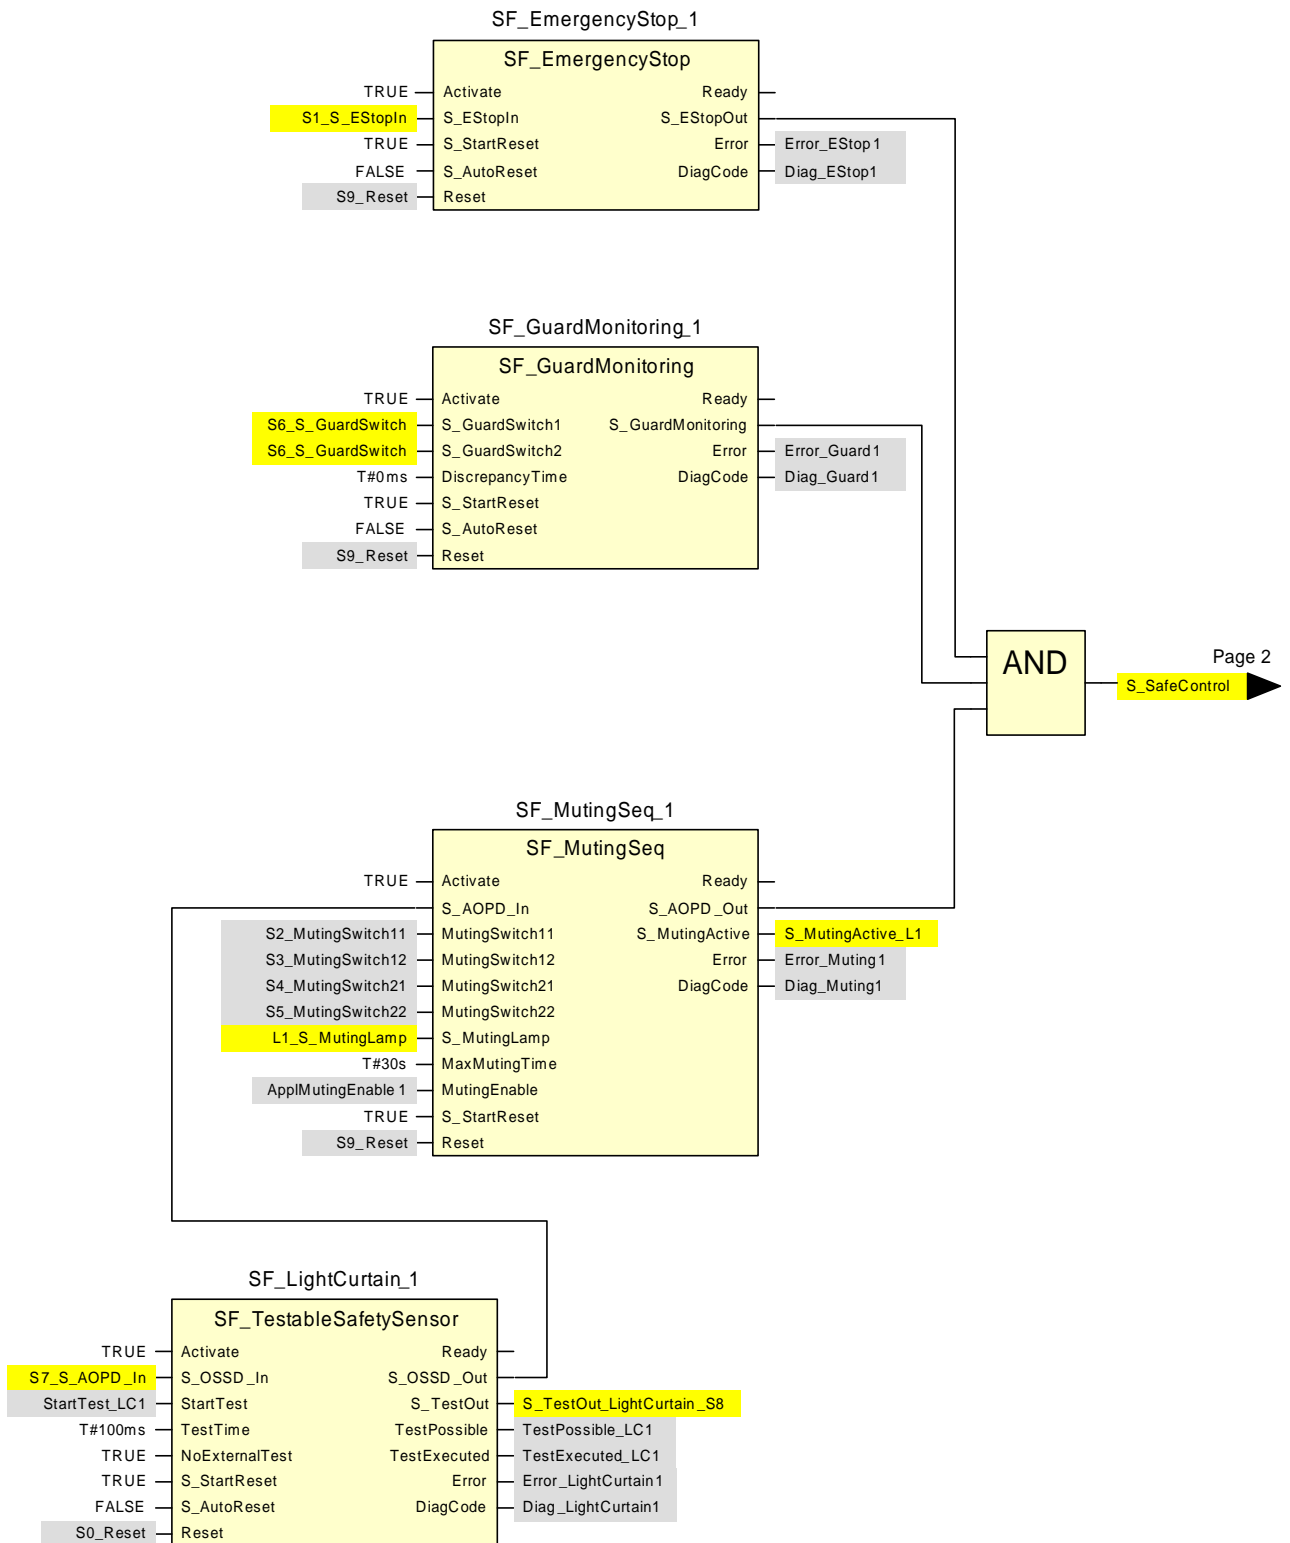 SF_EmergencyStop_1
SF_EmergencyStop
TRUE Activate Ready
S1_S_EStopIn S_EStopIn S_EStopOut
TRUE S_StartReset Error Error_EStop1
FALSE S_AutoReset DiagCode Diag_EStop1
S9_Reset Reset
SF_GuardMonitoring_1
SF_GuardMonitoring
TRUE Activate Ready
S6_S_GuardSwitch S_GuardSwitch1 S_GuardMonitoring
S6_S_GuardSwitch S_GuardSwitch2 Error Error_Guard1
T#0ms DiscrepancyTime DiagCode Diag_Guard1
TRUE S_StartReset
FALSE S_AutoReset
S9_Reset Reset
AND
Page 2
S_SafeControl
SF_MutingSeq_1
SF_MutingSeq
TRUE Activate Ready
S_AOPD_In S_AOPD_Out
S2_MutingSwitch11 MutingSwitch11 S_MutingActive S_MutingActive_L1
S3_MutingSwitch12 MutingSwitch12 Error Error_Muting1
S4_MutingSwitch21 MutingSwitch21 DiagCode Diag_Muting1
S5_MutingSwitch22 MutingSwitch22
L1_S_MutingLamp S_MutingLamp
T#30s MaxMutingTime
ApplMutingEnable1 MutingEnable
TRUE S_StartReset
S9_Reset Reset
SF_LightCurtain_1
SF_TestableSafetySensor
TRUE Activate Ready
S7_S_AOPD_In S_OSSD_In S_OSSD_Out
StartTest_LC1 StartTest S_TestOut S_TestOut_LightCurtain_S8
T#100ms TestTime TestPossible TestPossible_LC1
TRUE NoExternalTest TestExecuted TestExecuted_LC1
TRUE S_StartReset Error Error_LightCurtain1
FALSE S_AutoReset DiagCode Diag_LightCurtain1
S0_Reset Reset